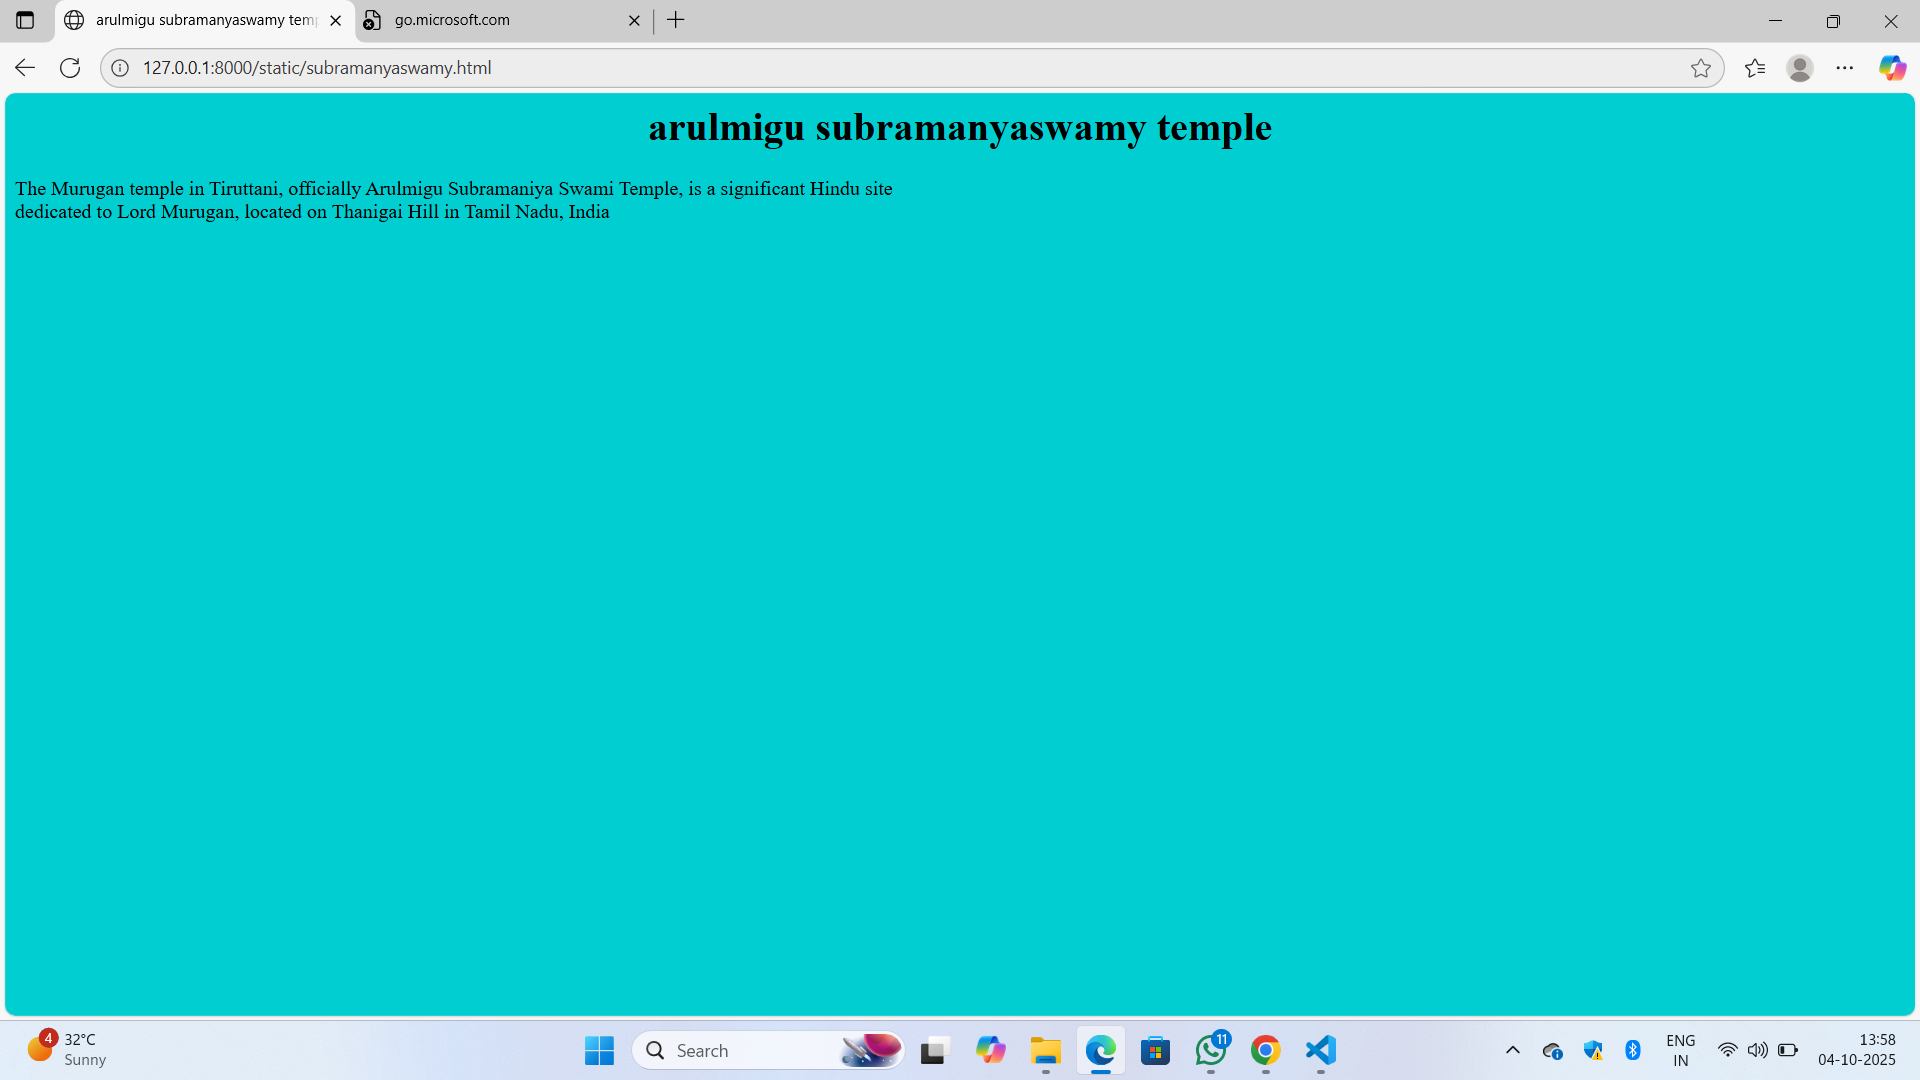 arulmigu subramanyaswamy temp
go.microsoft.com
127.0.0.1:8000/static/subramanyaswamy.html
arulmigu subramanyaswamy temple
The Murugan temple in Tiruttani, officially Arulmigu Subramaniya Swami Temple, is a significant Hindu site
dedicated to Lord Murugan, located on Thanigai Hill in Tamil Nadu, India
4
32°C
Sunny
Search
11
ENG
IN
13:58
04-10-2025